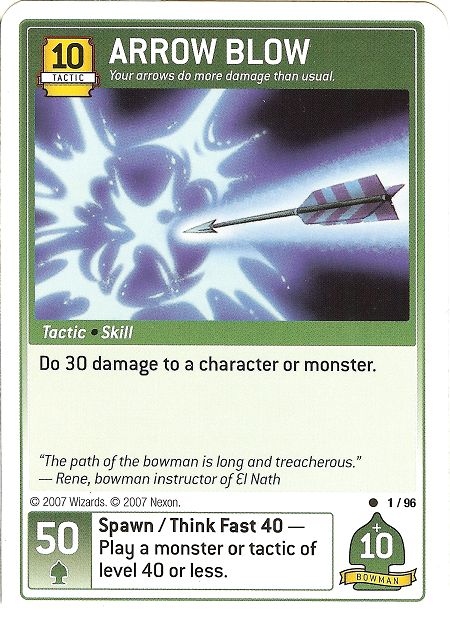 10
TACTIC
ARROW BLOW
Your arrows do more damage than usual.
Tactic • Skill
Do 30 damage to a character or monster.
“The path of the bowman is long and treacherous.”
— Rene, bowman instructor of El Nath
© 2007 Wizards. © 2007 Nexon.
● 1 / 96
50
Spawn / Think Fast 40 —
Play a monster or tactic of
level 40 or less.
+
10
BOWMAN